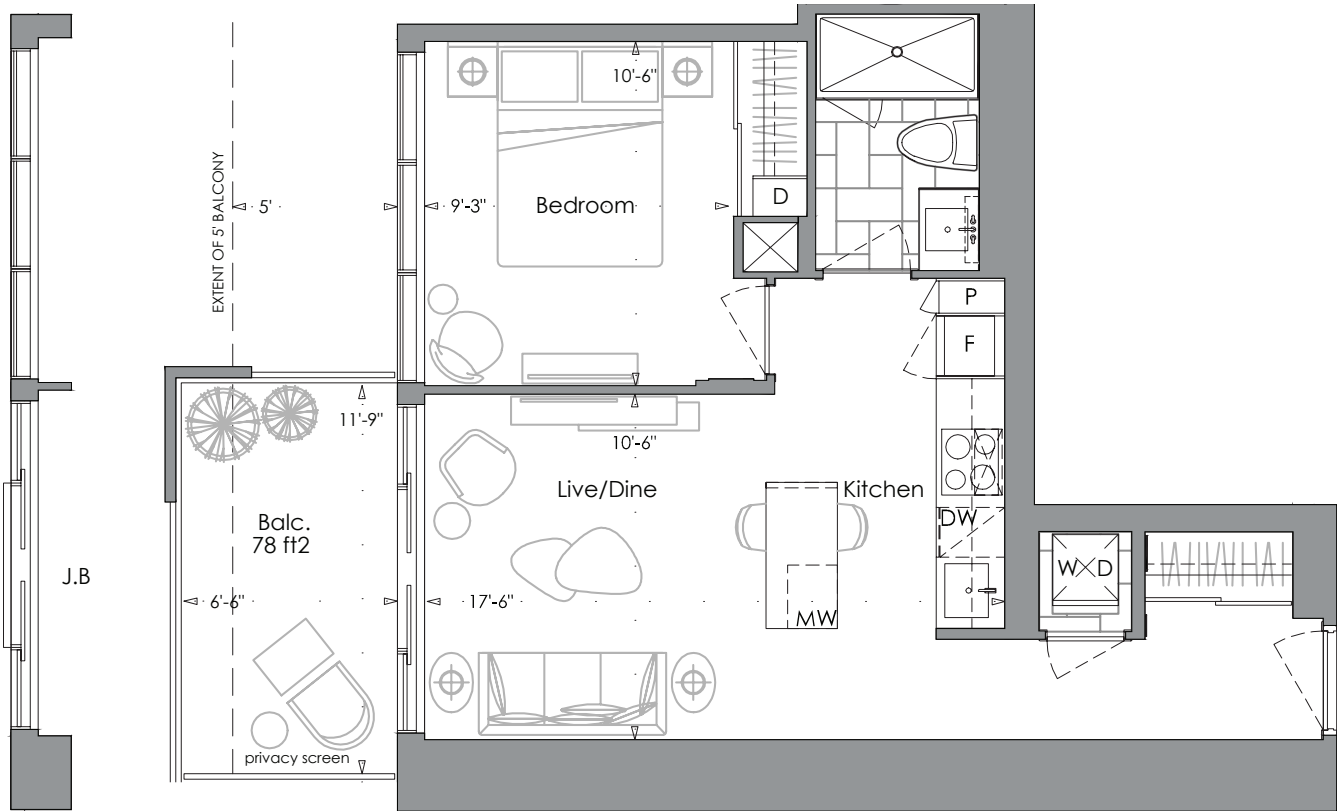 10'-6"
EXTENT OF 5' BALCONY
5'
9'-3"
Bedroom
D
P
F
11'-9"
10'-6"
Live/Dine
Kitchen
DW
Balc.
78 ft2
J.B
W D
6'-6"
17'-6"
MW
privacy screen